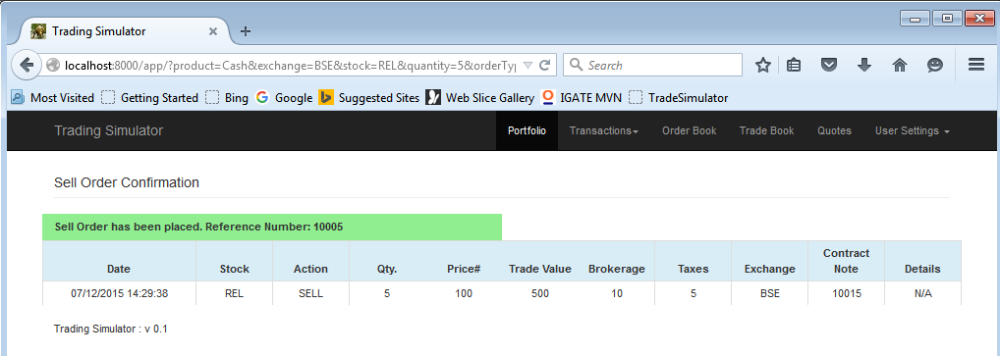 Trading Simulator
localhost:8000/app/?product=Cash&exchange=BSE&stock=REL&quantity=5&orderTyp
Search
Most Visited Getting Started Bing Google Suggested Sites Web Slice Gallery IGATE MVN TradeSimulator
Trading Simulator Portfolio Transactions Order Book Trade Book Quotes User Settings
Sell Order Confirmation
Sell Order has been placed. Reference Number: 10005
Date Stock Action Qty. Price# Trade Value Brokerage Taxes Exchange Contract Note Details
07/12/2015 14:29:38 REL SELL 5 100 500 10 5 BSE 10015 N/A
Trading Simulator : v 0.1